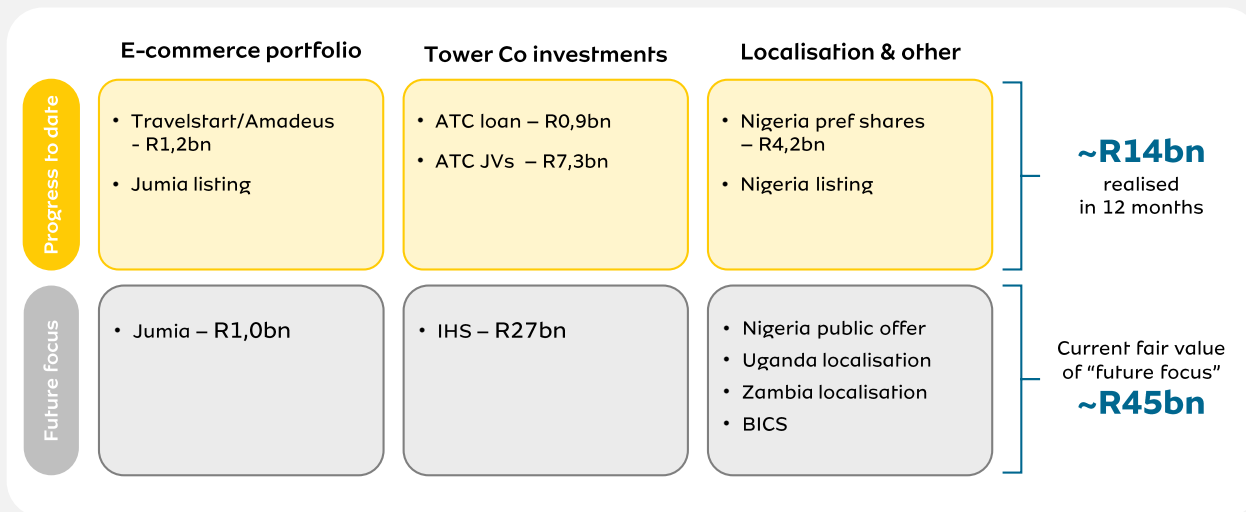 E-commerce portfolio
Tower Co investments
Localisation & other
Progress to date
• Travelstart/Amadeus
- R1,2bn
• Jumia listing
• ATC loan – R0,9bn
• ATC JVs – R7,3bn
• Nigeria pref shares
– R4,2bn
• Nigeria listing
~R14bn
realised
in 12 months
Future focus
• Jumia – R1,0bn
• IHS – R27bn
• Nigeria public offer
• Uganda localisation
• Zambia localisation
• BICS
Current fair value
of “future focus”
~R45bn